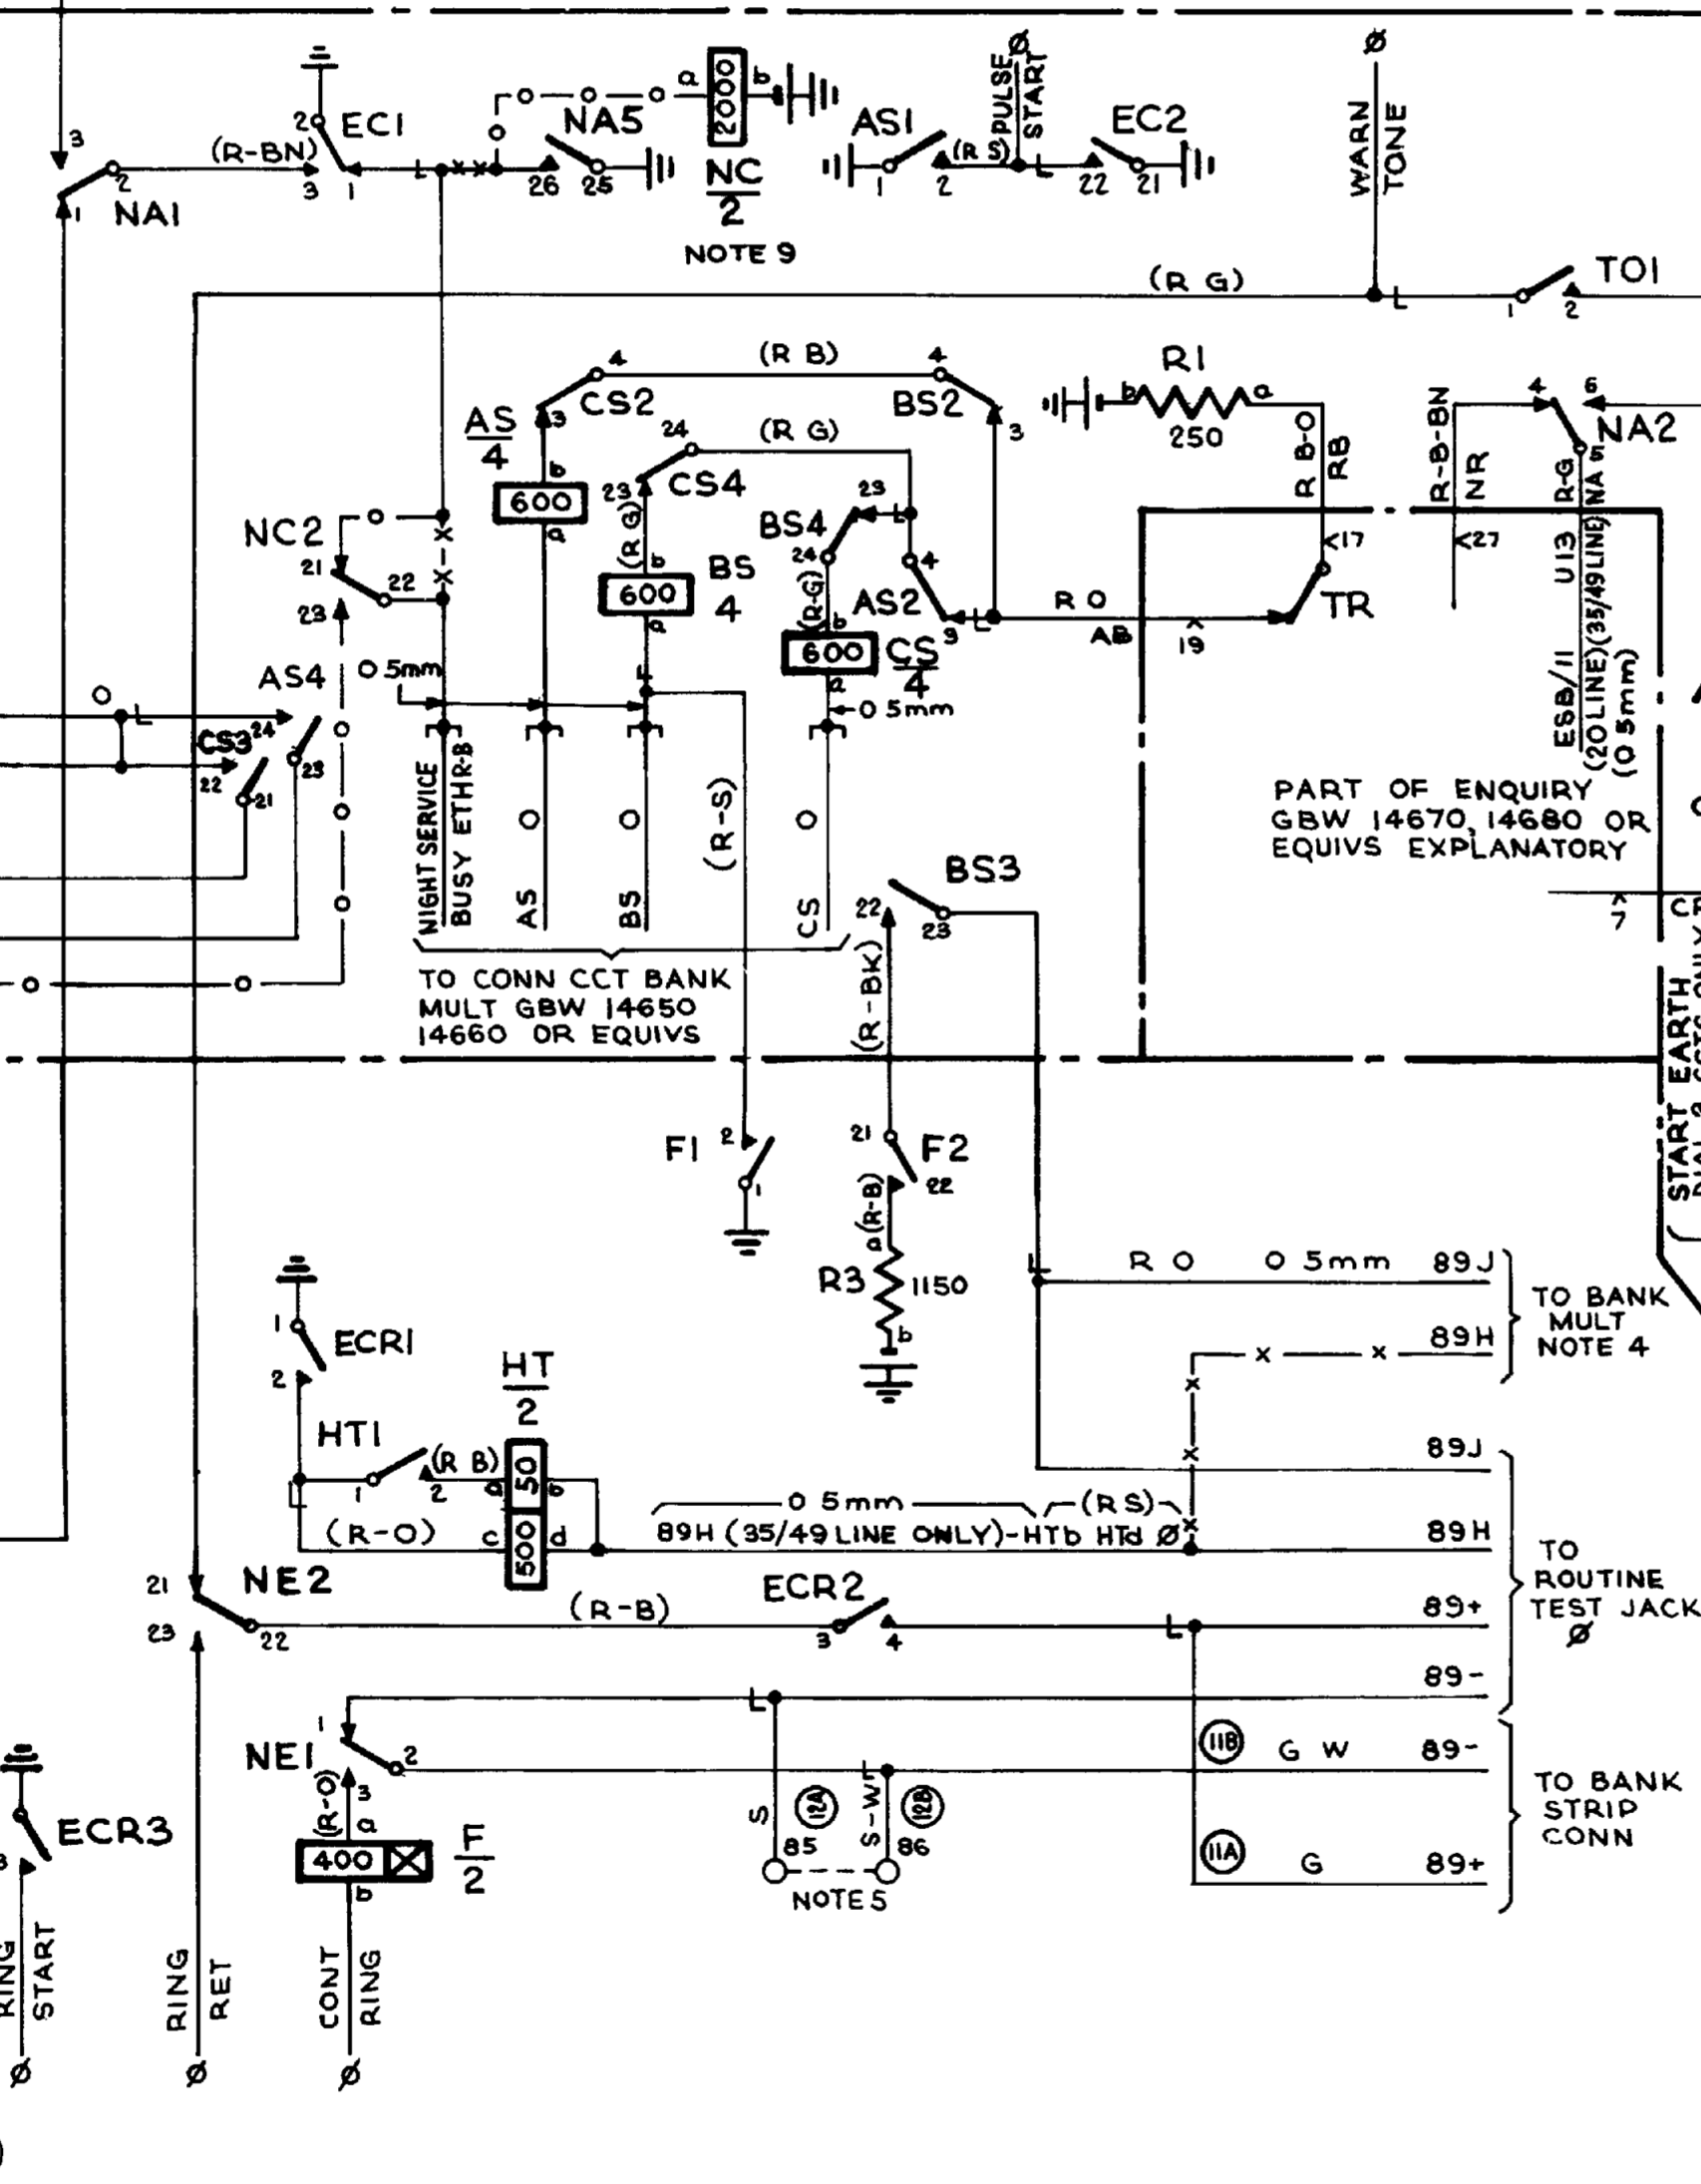 3
2
EC1
(R-BN)
3
1
2
1
NA1
L
NA5
26
25
a
2000
b
NC
2
NOTE 9
AS1
1
2
(R S)
PULSE
START
L
EC2
22
21
WARN
TONE
(R G)
L
TO1
1
2
(R B)
4
4
CS2
BS2
3
3
AS
4
b
600
a
24
(R G)
CS4
23
(R G)
b
BS
4
600
a
L
BS4
23
L
24
(R-G)
4
AS2
3
L
b
600
CS
4
a
R1
b
a
250
R B-O
RB
17
TR
R O
AB
19
R-B-BN
NR
27
4
6
NA2
5
R-G
NA
U13
ESB/11
(20LINE)(35/49LINE)
(0 5mm)
NC2
21
22
23
AS4
0 5mm
24
CS3
22
21
23
L
0 5mm
NIGHT SERVICE
BUSY ETHR-B
AS
BS
CS
(R-S)
TO CONN CCT BANK
MULT GBW 14650
14660 OR EQUIVS
BS3
22
23
(R-BK)
PART OF ENQUIRY
GBW 14670, 14680 OR
EQUIVS EXPLANATORY
7
START EARTH
F1
2
1
21
F2
22
a (R-B)
R3
1150
b
L
R O
0 5mm
89J
89H
TO BANK
MULT
NOTE 4
1
ECR1
2
HT
2
HT1
1
2
(R B)
a
50
b
(R-O)
c
500
d
0 5mm
(RS)
89H (35/49 LINE ONLY)-HTb HTd Ø
89J
89H
89+
89-
TO
ROUTINE
TEST JACK
Ø
21
NE2
23
22
(R-B)
ECR2
3
4
L
1
NE1
2
3
(R-O)
a
400
b
F
2
L
S
12A
85
L
S-W
12B
86
NOTE 5
11B
G W
89-
11A
G
89+
TO BANK
STRIP
CONN
ECR3
RING
START
RING
RET
CONT
RING
Ø
Ø
Ø